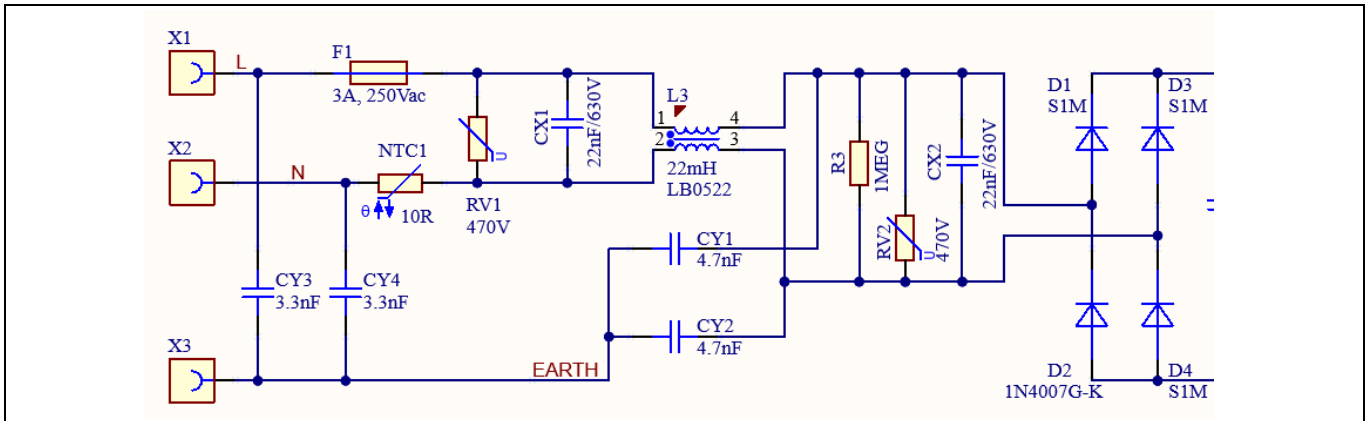 X1
L
F1
3A, 250Vac
X2
N
NTC1
θ
10R
RV1
470V
U
CX1
22nF/630V
L3
1
4
2
3
22mH
LB0522
R3
1MEG
RV2
470V
U
CX2
22nF/630V
D1
S1M
D3
S1M
CY1
4.7nF
CY2
4.7nF
CY3
3.3nF
CY4
3.3nF
X3
EARTH
D2
1N4007G-K
D4
S1M